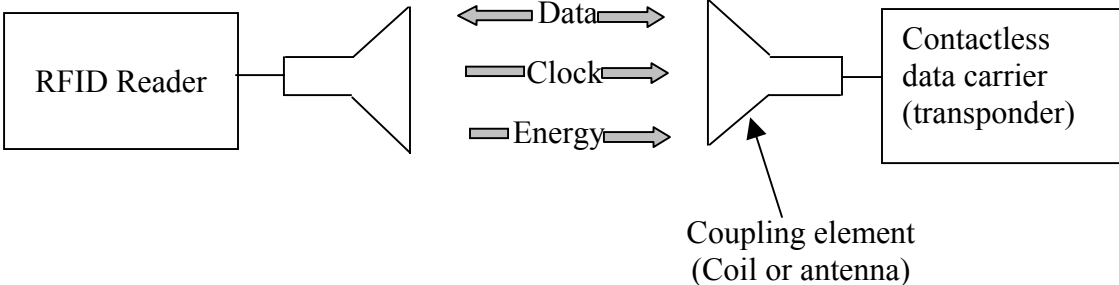 RFID Reader
Data
Clock
Energy
Contactless
data carrier
(transponder)
Coupling element
(Coil or antenna)